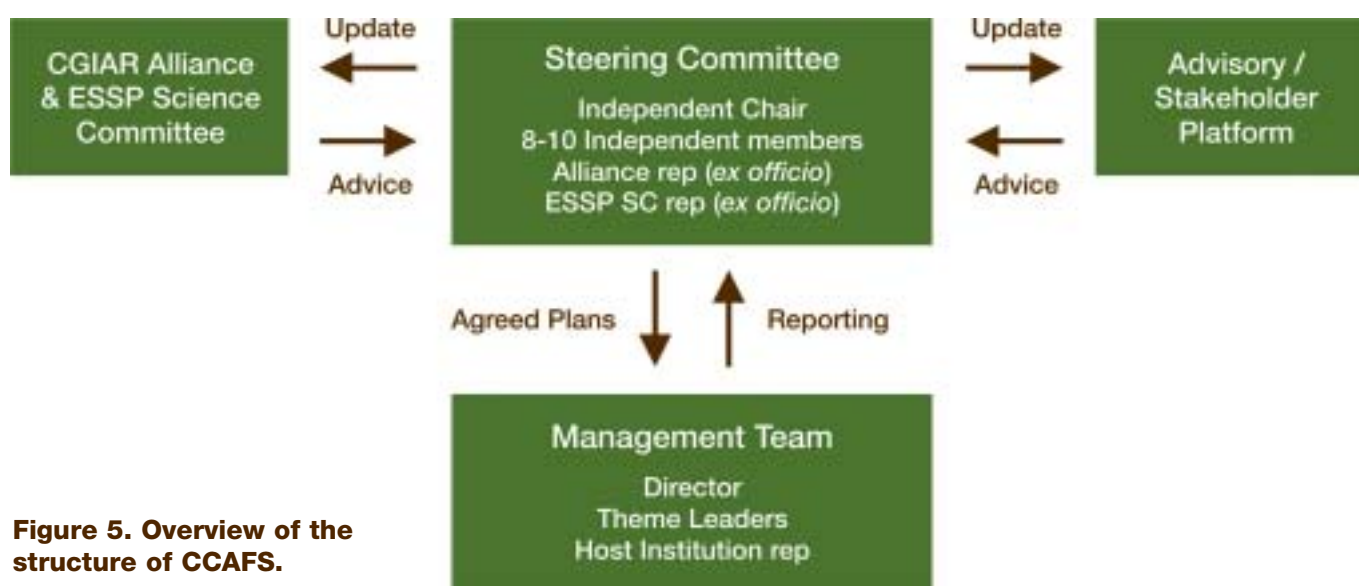 CGIAR Alliance
& ESSP Science
Committee
Update
Advice
Steering Committee
Independent Chair
8-10 Independent members
Alliance rep (ex officio)
ESSP SC rep (ex officio)
Update
Advice
Advisory /
Stakeholder
Platform
Agreed Plans
Reporting
Management Team
Director
Theme Leaders
Host Institution rep
Figure 5. Overview of the
structure of CCAFS.